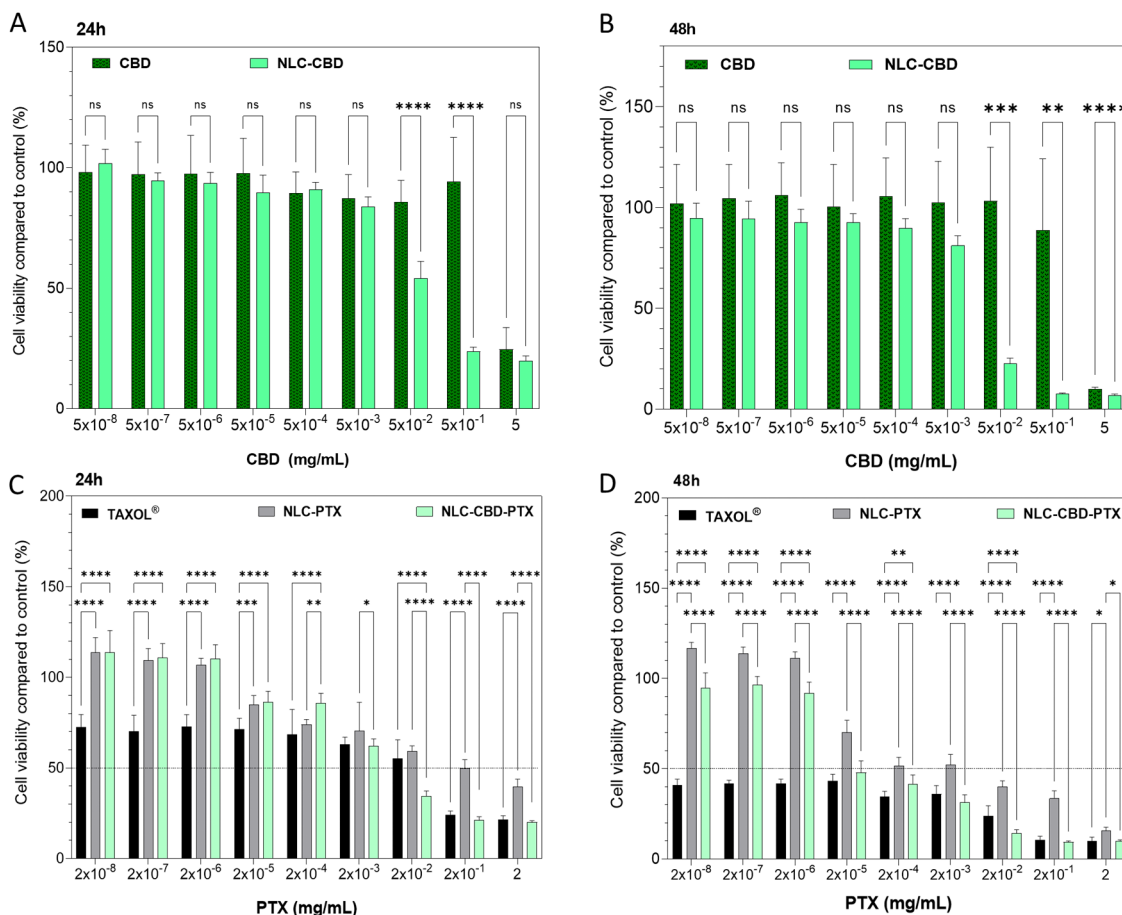 A
24h
150
CBD
NLC-CBD
ns
ns
ns
ns
ns
ns
****
****
ns
100
50
0
Cell viability compared to control (%)
5x10⁻⁸
5x10⁻⁷
5x10⁻⁶
5x10⁻⁵
5x10⁻⁴
5x10⁻³
5x10⁻²
5x10⁻¹
5
CBD (mg/mL)
B
48h
CBD
NLC-CBD
150
ns
ns
ns
ns
ns
ns
***
**
****
100
50
0
Cell viability compared to control (%)
5x10⁻⁸
5x10⁻⁷
5x10⁻⁶
5x10⁻⁵
5x10⁻⁴
5x10⁻³
5x10⁻²
5x10⁻¹
5
CBD (mg/mL)
C
24h
200
TAXOL®
NLC-PTX
NLC-CBD-PTX
150
**** **** **** **** **** **** **** ****
**** **** **** *** ** * **** **** ****
100
50
0
Cell viability compared to control (%)
2x10⁻⁸
2x10⁻⁷
2x10⁻⁶
2x10⁻⁵
2x10⁻⁴
2x10⁻³
2x10⁻²
2x10⁻¹
2
PTX (mg/mL)
D
48h
200
TAXOL®
NLC-PTX
NLC-CBD-PTX
**** **** **** ** ****
150
**** **** **** **** **** **** **** **** *
**** **** **** **** **** **** **** **** *
100
50
0
Cell viability compared to control (%)
2x10⁻⁸
2x10⁻⁷
2x10⁻⁶
2x10⁻⁵
2x10⁻⁴
2x10⁻³
2x10⁻²
2x10⁻¹
2
PTX (mg/mL)